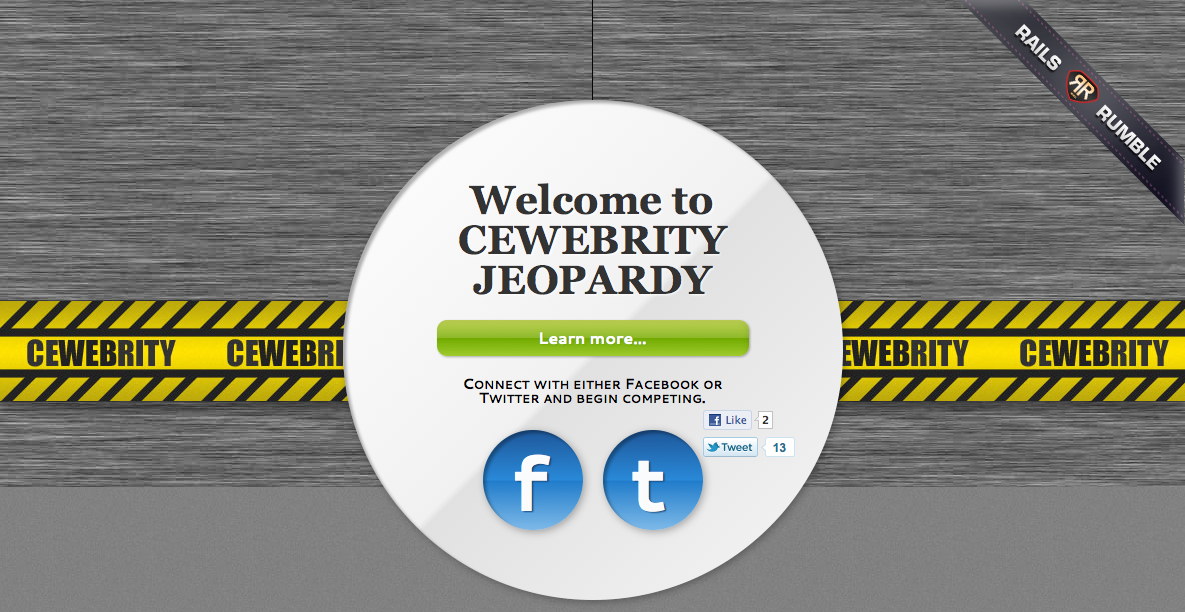 RAILS
RR
RUMBLE
Welcome to
CEWEBRITY
JEOPARDY
Learn more...
CEWEBRITY CEWEBRI
EWEBRITY CEWEBRITY
Connect with either Facebook or
Twitter and begin competing.
f Like 2
Tweet 13
f t